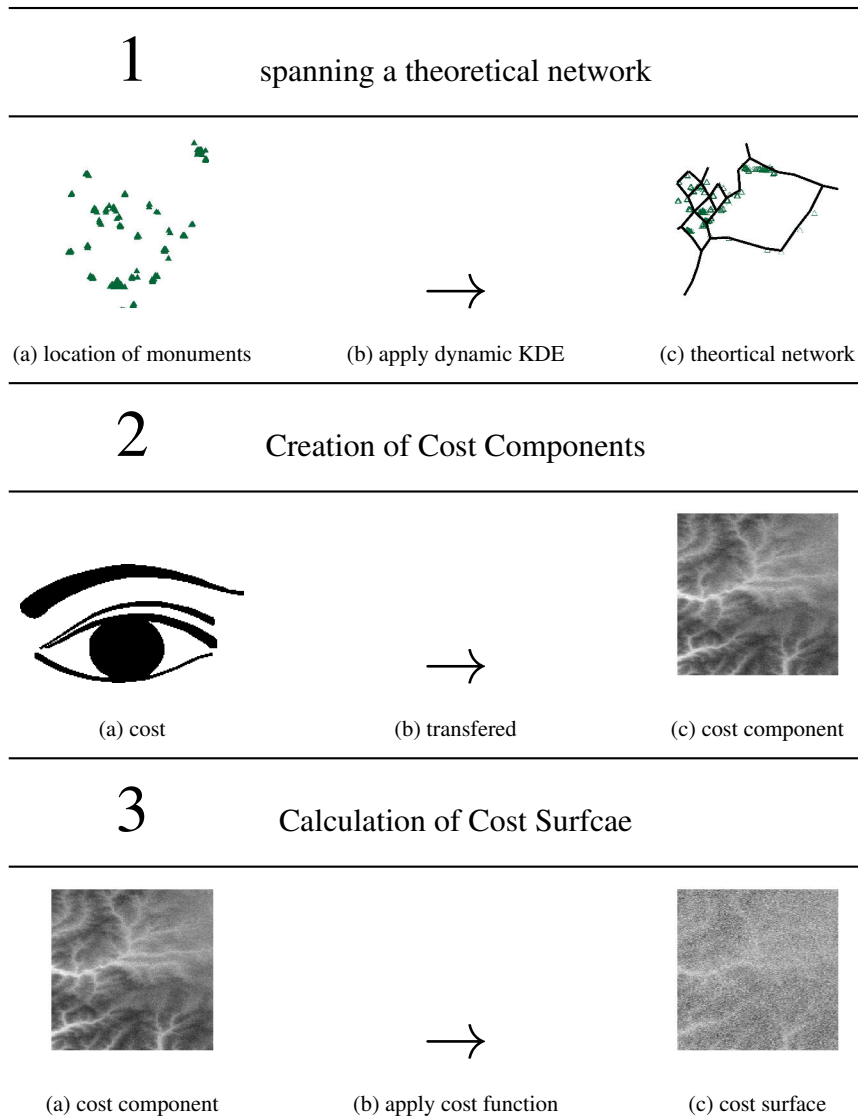 1 spanning a theoretical network
(a) location of monuments (b) apply dynamic KDE (c) theortical network
2 Creation of Cost Components
(a) cost (b) transfered (c) cost component
3 Calculation of Cost Surfcae
(a) cost component (b) apply cost function (c) cost surface